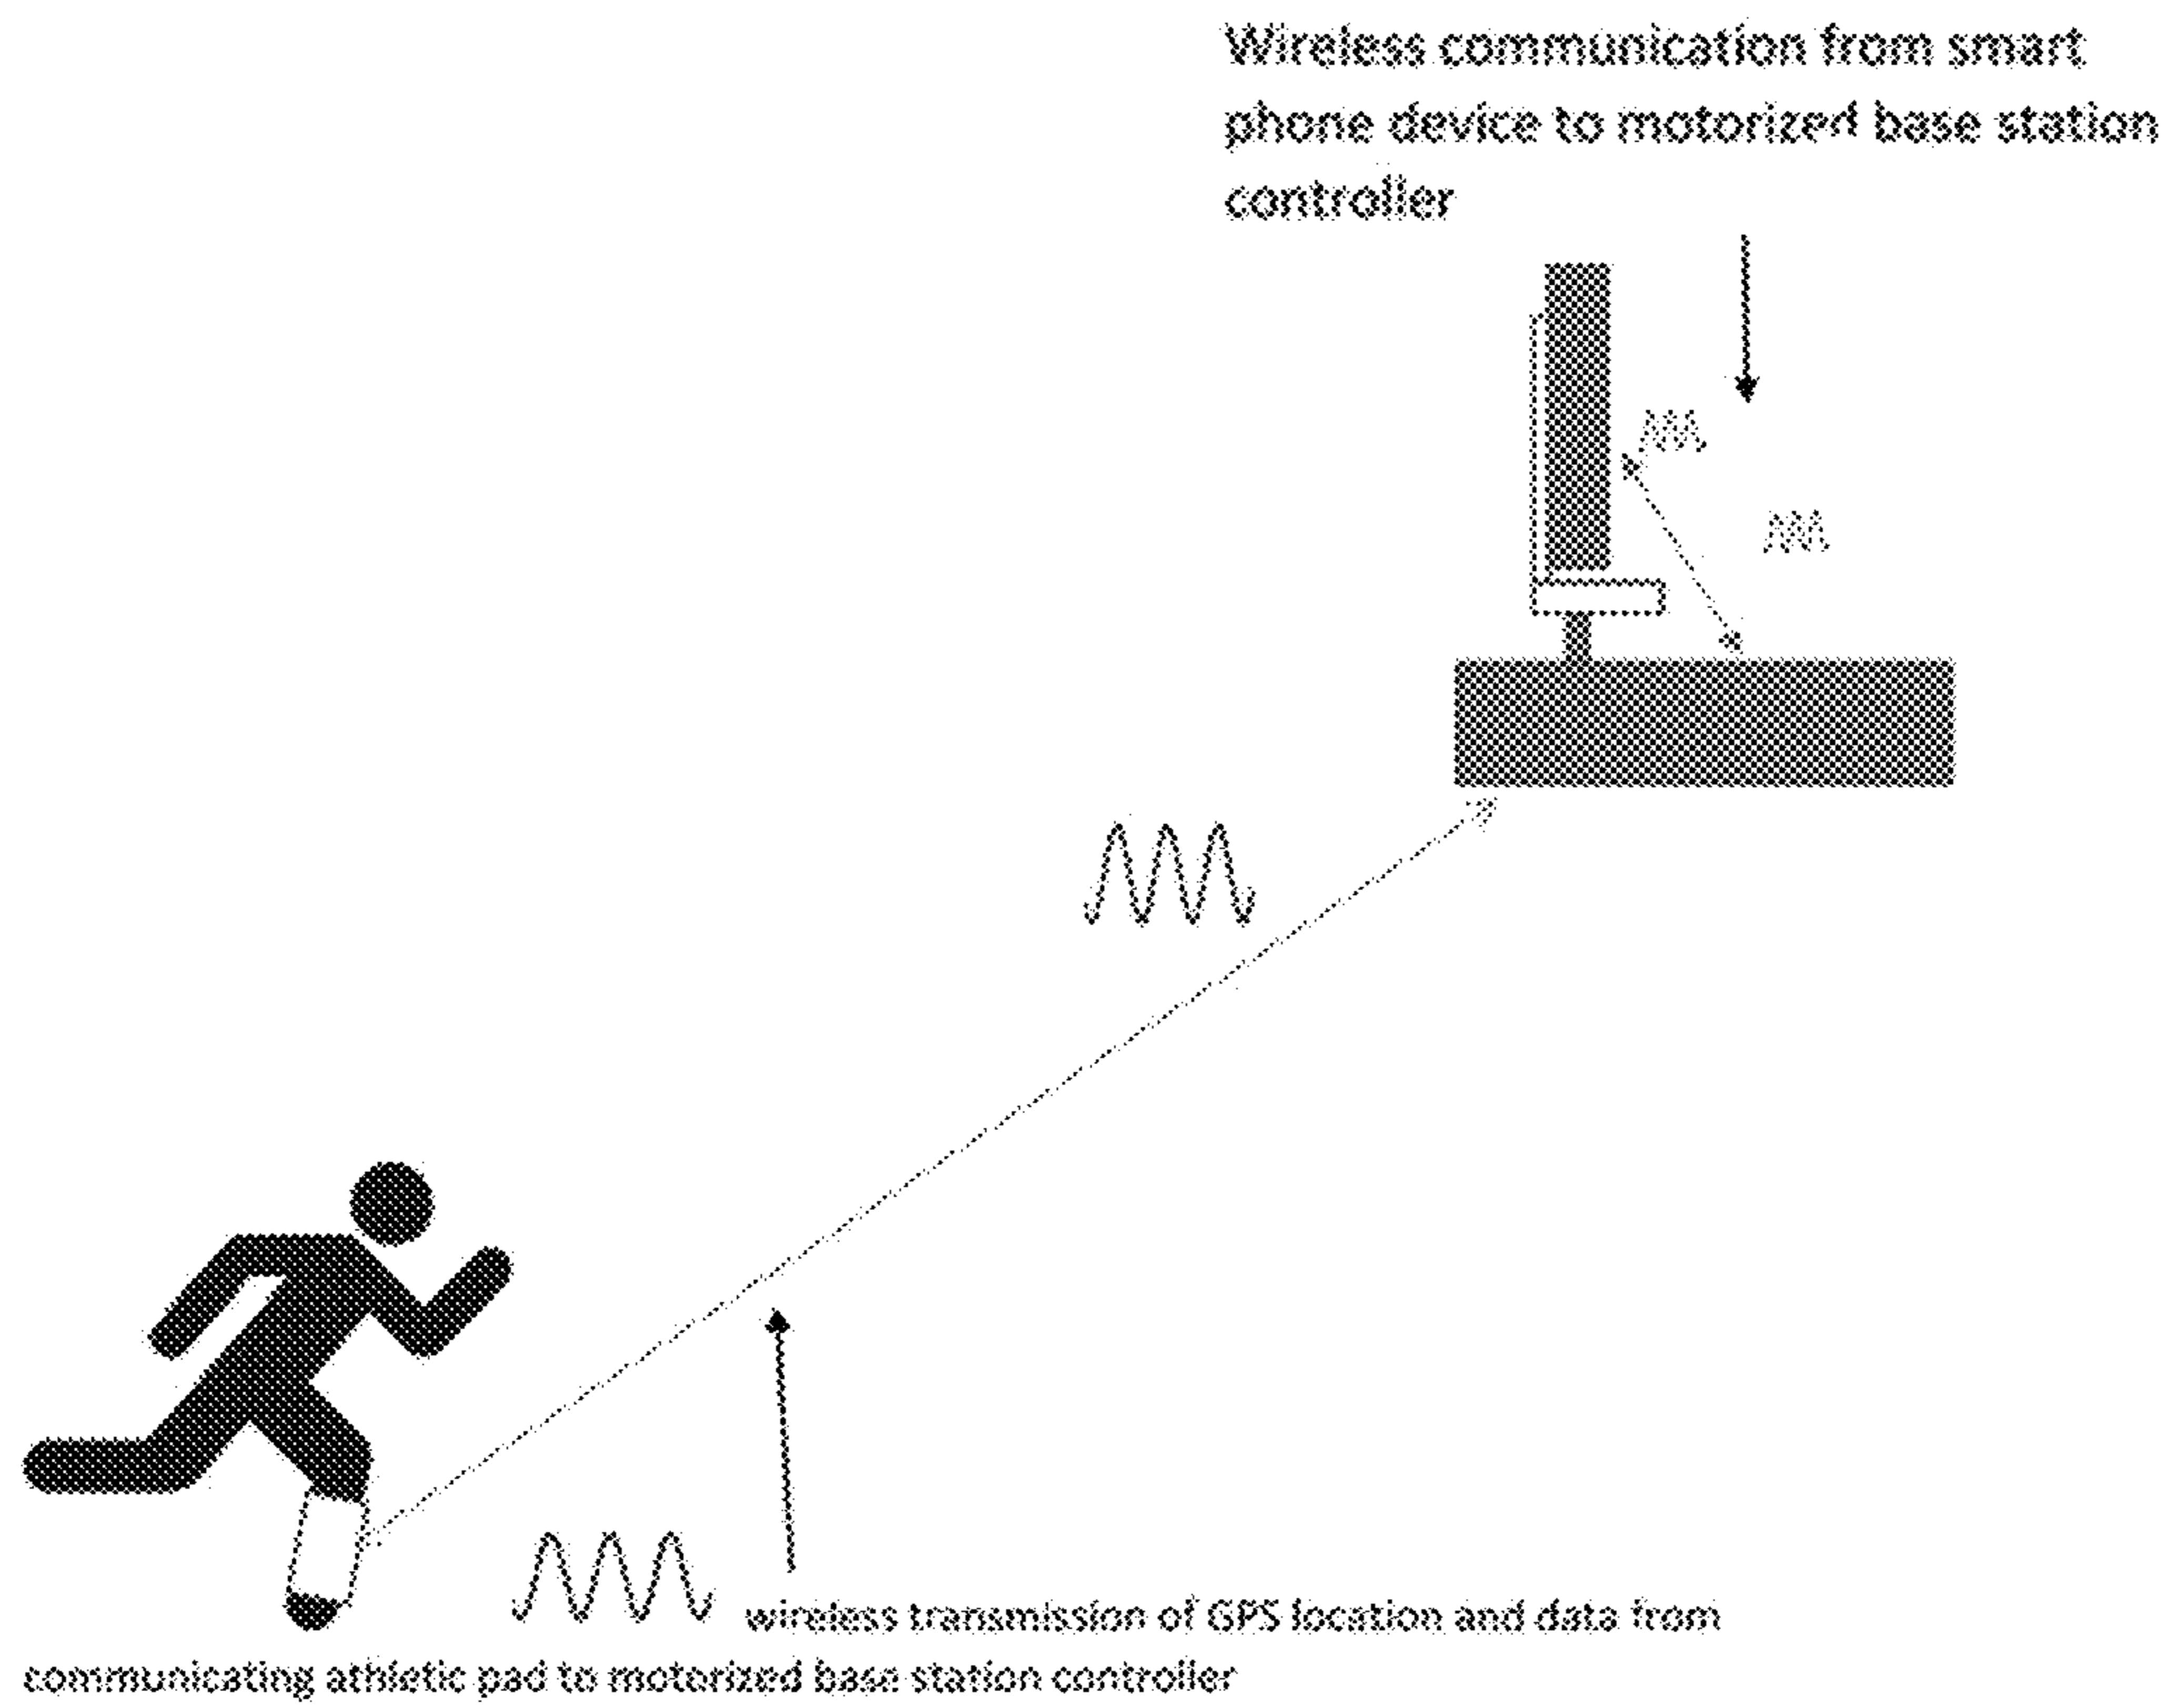 Wireless communication from smart
phone device to motorized base station
controller
wireless transmission of GPS location and data from
communicating athletic pad to motorized base station controller